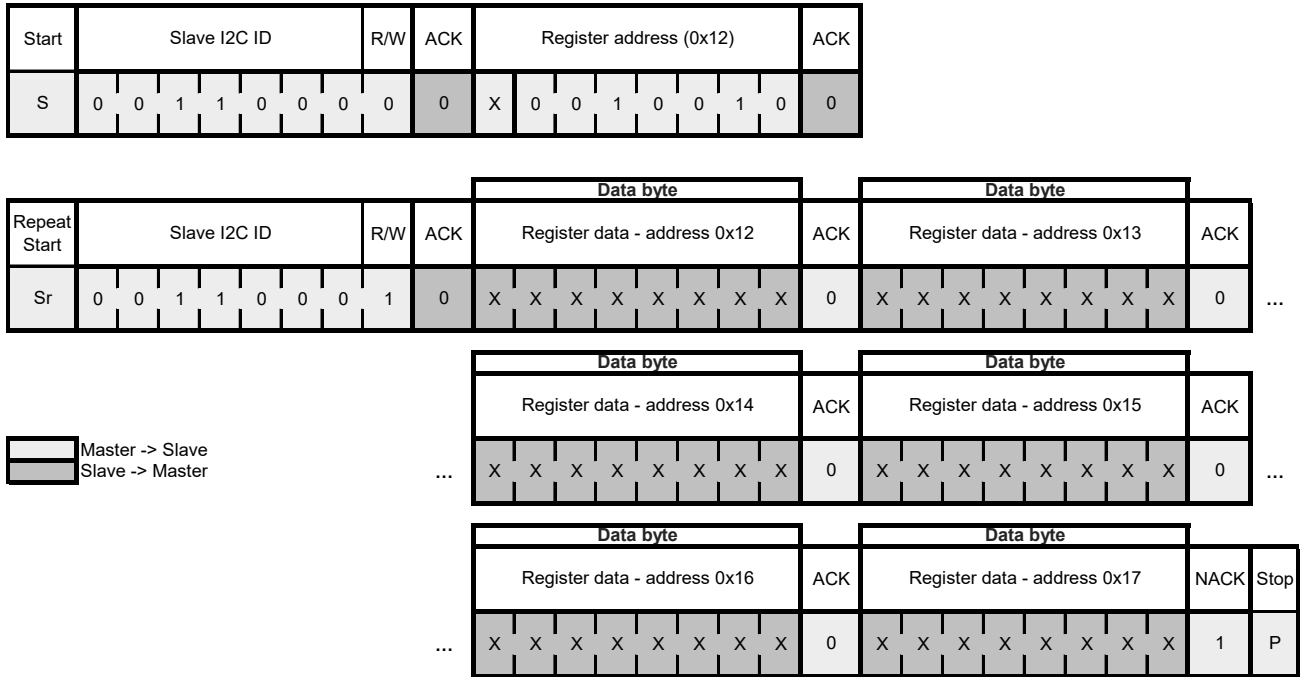 Start Slave I2C ID R/W ACK Register address (0x12) ACK
S 0 0 1 1 0 0 0 0 0 X 0 0 1 0 0 1 0 0
Data byte Data byte
Repeat Start Slave I2C ID R/W ACK Register data - address 0x12 ACK Register data - address 0x13 ACK
Sr 0 0 1 1 0 0 0 1 0 X X X X X X X X 0 X X X X X X X X 0 ...
Data byte Data byte
Register data - address 0x14 ACK Register data - address 0x15 ACK
Master -> Slave
Slave -> Master
... X X X X X X X X 0 X X X X X X X X 0 ...
Data byte Data byte
Register data - address 0x16 ACK Register data - address 0x17 NACK Stop
... X X X X X X X X 0 X X X X X X X X 1 P